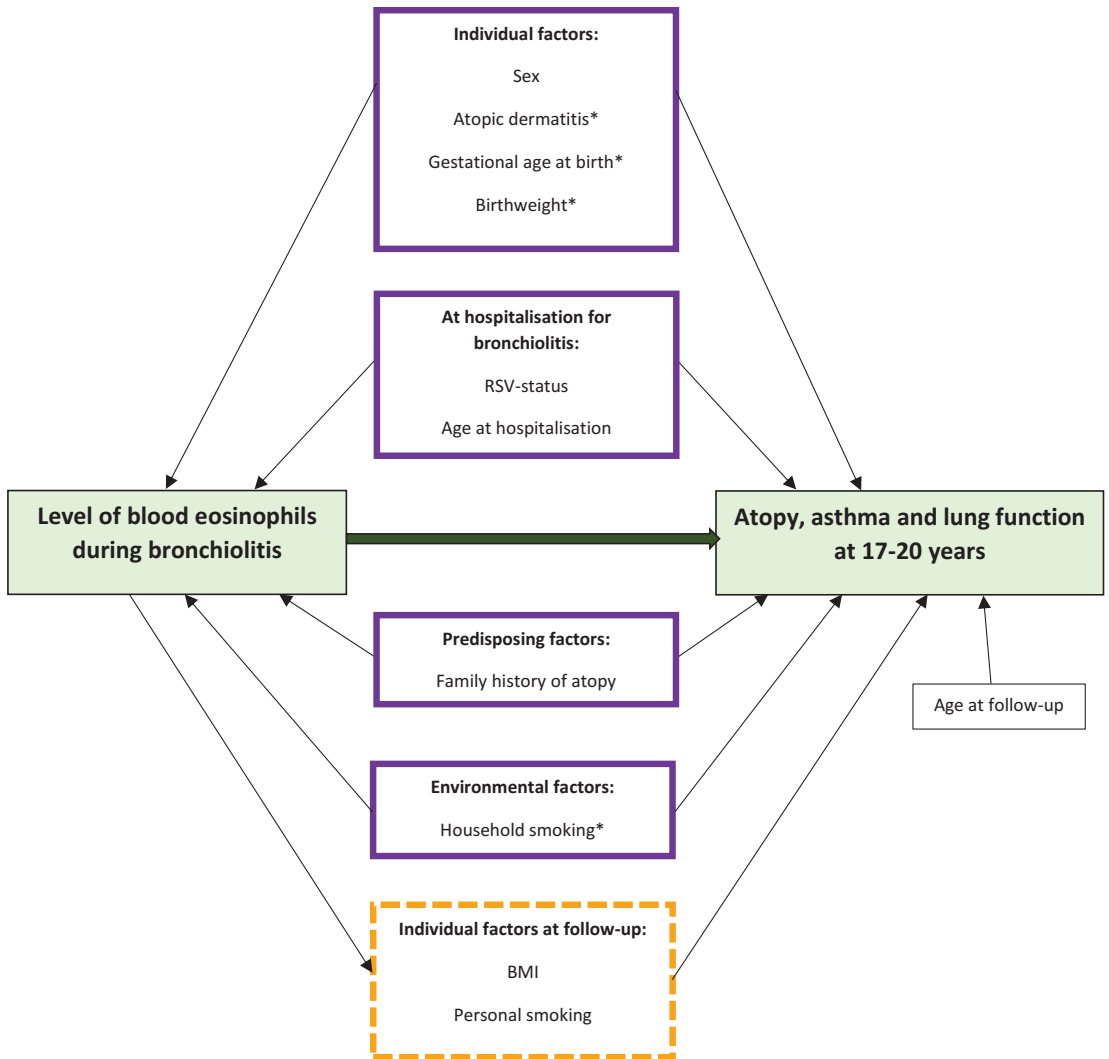 Individual factors:
Sex
Atopic dermatitis*
Gestational age at birth*
Birthweight*
At hospitalisation for
bronchiolitis:
RSV-status
Age at hospitalisation
Level of blood eosinophils
during bronchiolitis
Atopy, asthma and lung function
at 17-20 years
Predisposing factors:
Family history of atopy
Age at follow-up
Environmental factors:
Household smoking*
Individual factors at follow-up:
BMI
Personal smoking